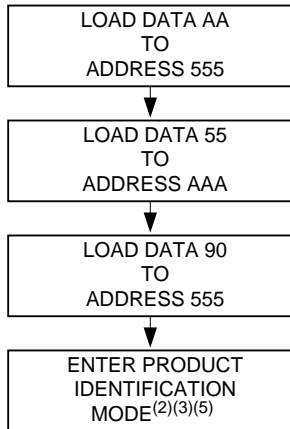 LOAD DATA AA
TO
ADDRESS 555
LOAD DATA 55
TO
ADDRESS AAA
LOAD DATA 90
TO
ADDRESS 555
ENTER PRODUCT
IDENTIFICATION
MODE(2)(3)(5)